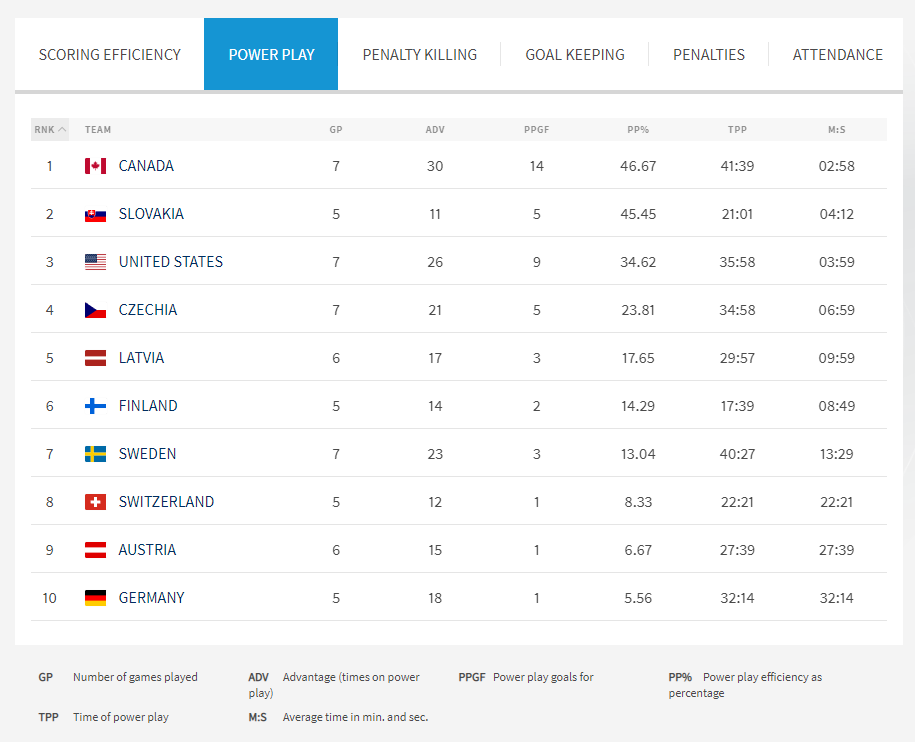 SCORING EFFICIENCY POWER PLAY PENALTY KILLING GOAL KEEPING PENALTIES ATTENDANCE
RNK TEAM GP ADV PPGF PP% TPP M:S
1 CANADA 7 30 14 46.67 41:39 02:58
2 SLOVAKIA 5 11 5 45.45 21:01 04:12
3 UNITED STATES 7 26 9 34.62 35:58 03:59
4 CZECHIA 7 21 5 23.81 34:58 06:59
5 LATVIA 6 17 3 17.65 29:57 09:59
6 FINLAND 5 14 2 14.29 17:39 08:49
7 SWEDEN 7 23 3 13.04 40:27 13:29
8 SWITZERLAND 5 12 1 8.33 22:21 22:21
9 AUSTRIA 6 15 1 6.67 27:39 27:39
10 GERMANY 5 18 1 5.56 32:14 32:14
GP Number of games played
ADV Advantage (times on power
play)
PPGF Power play goals for
PP% Power play efficiency as
percentage
TPP Time of power play
M:S Average time in min. and sec.